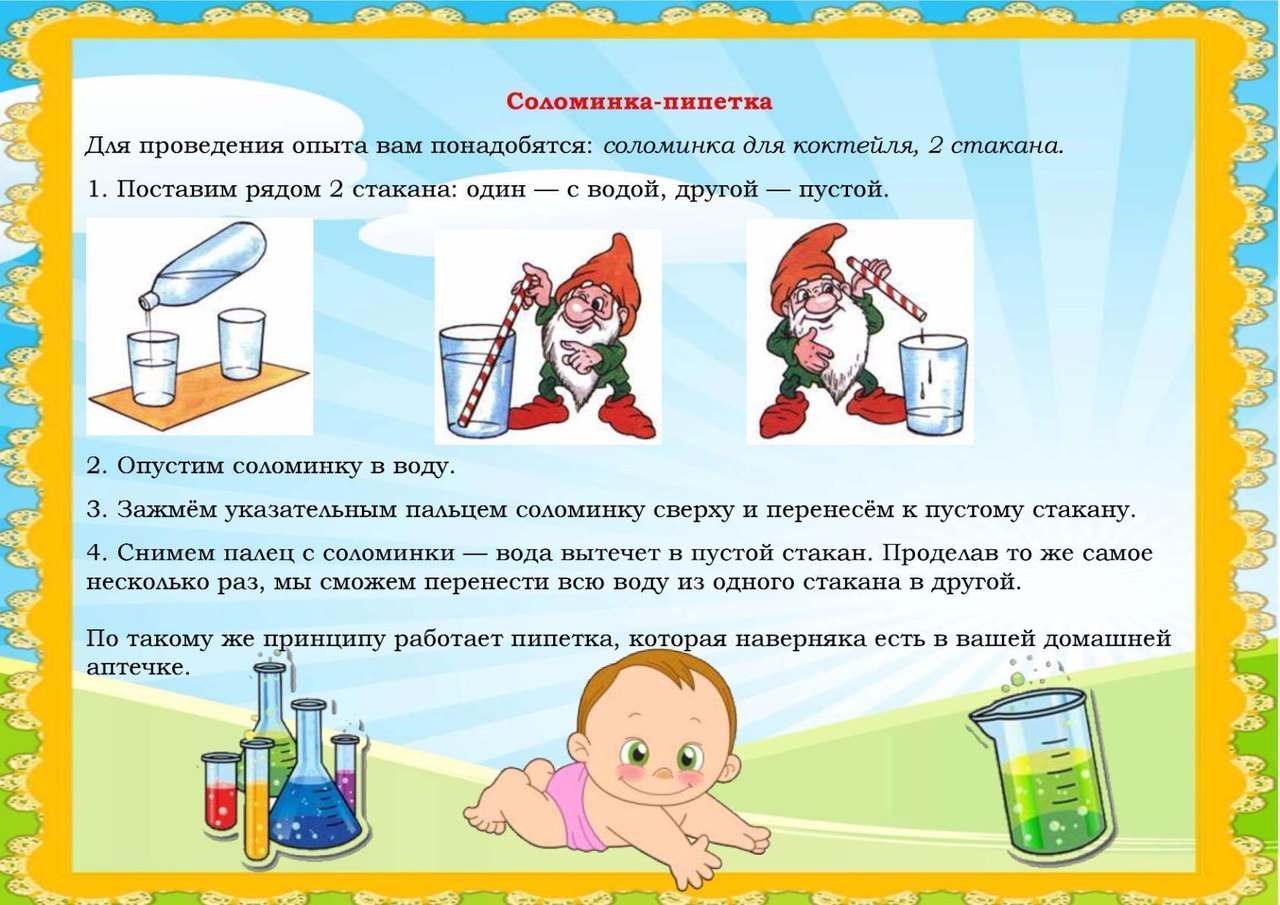 Соломинка-пипетка
Для проведения опыта вам понадобятся: соломинка для коктейля, 2 стакана.
1. Поставим рядом 2 стакана: один — с водой, другой — пустой.
2. Опустим соломинку в воду.
3. Зажмём указательным пальцем соломинку сверху и перенесём к пустому стакану.
4. Снимем палец с соломинки — вода вытечет в пустой стакан. Проделав то же самое
несколько раз, мы сможем перенести всю воду из одного стакана в другой.
По такому же принципу работает пипетка, которая наверняка есть в вашей домашней
аптечке.